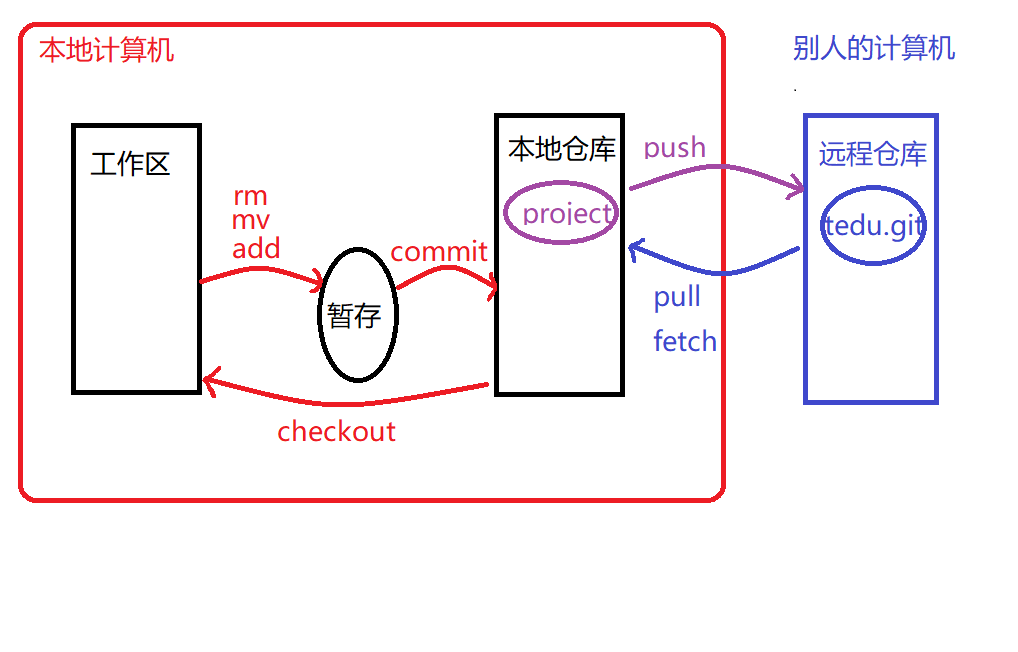 本地计算机
别人的计算机
工作区
本地仓库
project
远程仓库
tedu.git
push
rm
mv
add
commit
暂存
pull
fetch
checkout